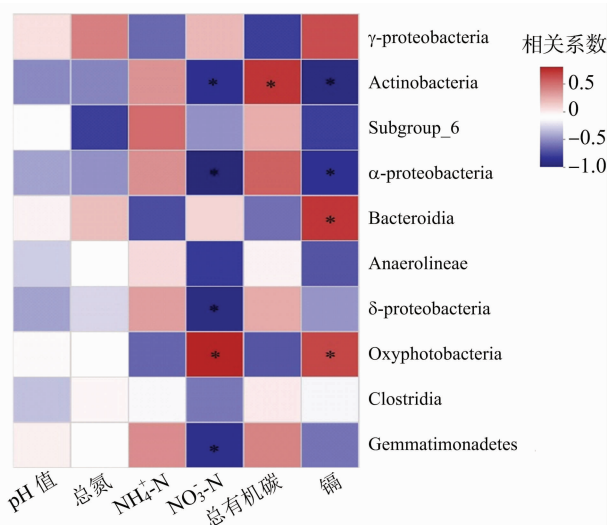 γ-proteobacteria
Actinobacteria
Subgroup_6
α-proteobacteria
Bacteroidia
Anaerolineae
δ-proteobacteria
Oxyphotobacteria
Clostridia
Gemmatimonadetes
相关系数
0.5
0
−0.5
−1.0
* * 
* *
*
*
* *
*
pH 值
总氮
NH₄⁺-N
NO₃⁻-N
总有机碳
镉